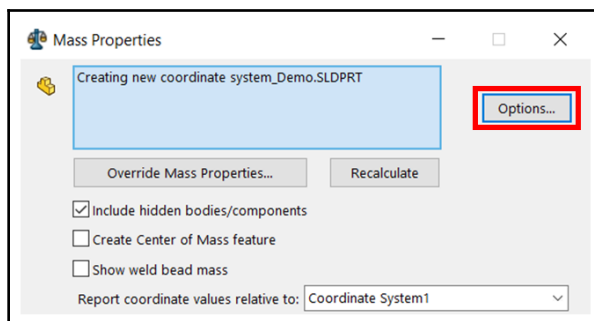 Mass Properties
Creating new coordinate system_Demo.SLDPRT
Options...
Override Mass Properties...
Recalculate
Include hidden bodies/components
Create Center of Mass feature
Show weld bead mass
Report coordinate values relative to: Coordinate System1